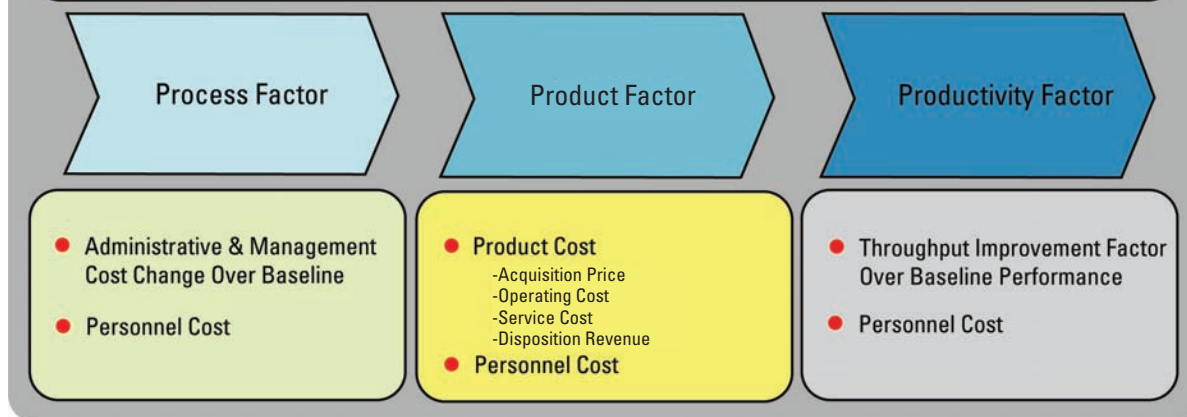 Process Factor
Product Factor
Productivity Factor
Administrative & Management
Cost Change Over Baseline
Personnel Cost
Product Cost
-Acquisition Price
-Operating Cost
-Service Cost
-Disposition Revenue
Personnel Cost
Throughput Improvement Factor
Over Baseline Performance
Personnel Cost